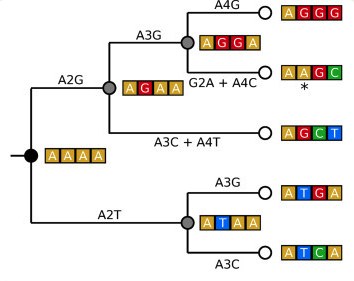 A4G
AGGG
A3G
AGGA
A2G
G2A + A4C
AAGC
*
AGAA
A3C + A4T
AGCT
AAAA
A3G
ATGA
A2T
ATAA
A3C
ATCA